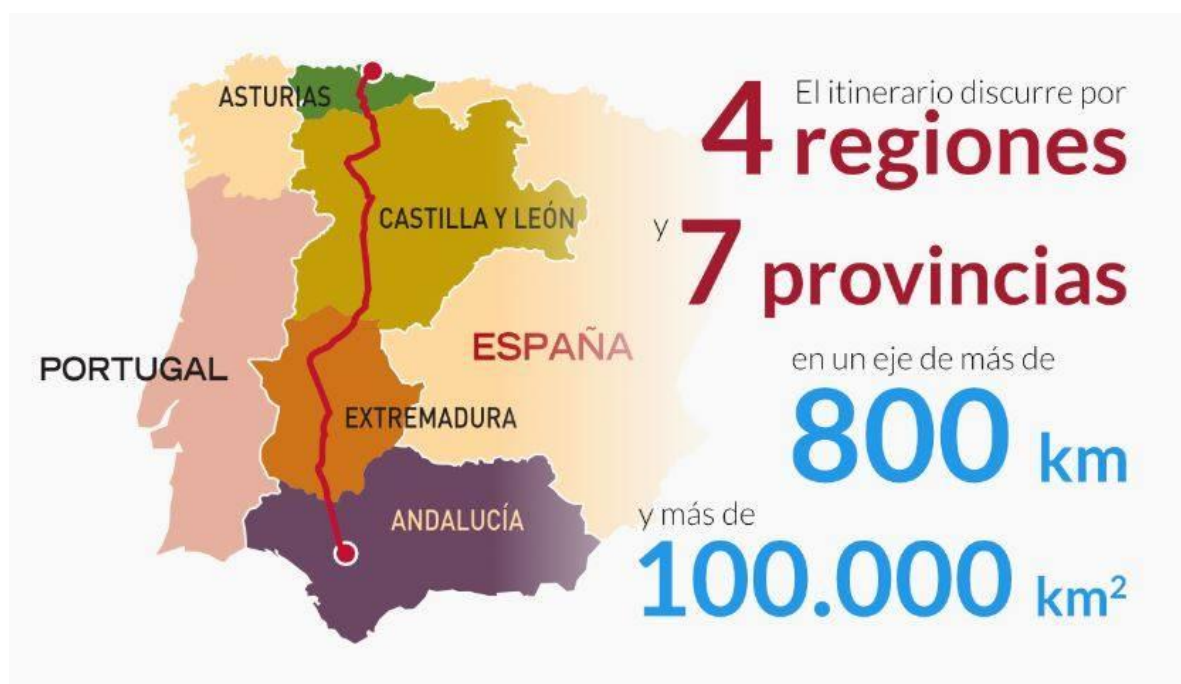 ASTURIAS
CASTILLA Y LEÓN
ESPAÑA
PORTUGAL
EXTREMADURA
ANDALUCÍA
El itinerario discurre por
4 regiones
y 7 provincias
en un eje de más de
800 km
y más de
100.000 km²